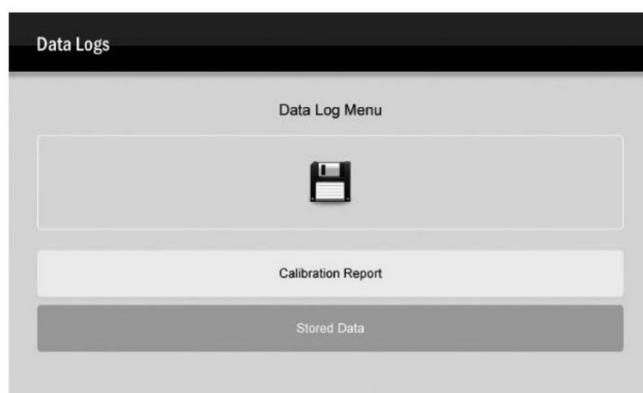 Data Logs
Data Log Menu
Calibration Report
Stored Data